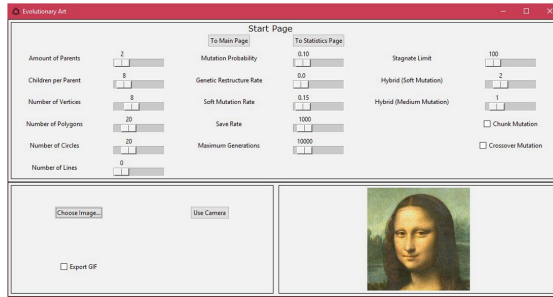 Evolutionary Art
Start Page
To Main Page
To Statistics Page
Amount of Parents
2
Mutation Probability
0.10
Stagnate Limit
100
Children per Parent
8
Genetic Restructure Rate
0.0
Hybrid (Soft Mutation)
2
Number of Vertices
8
Soft Mutation Rate
0.15
Hybrid (Medium Mutation)
1
Number of Polygons
20
Save Rate
1000
Chunk Mutation
Number of Circles
20
Maximum Generations
10000
Crossover Mutation
Number of Lines
0
Choose Image...
Use Camera
Export GIF